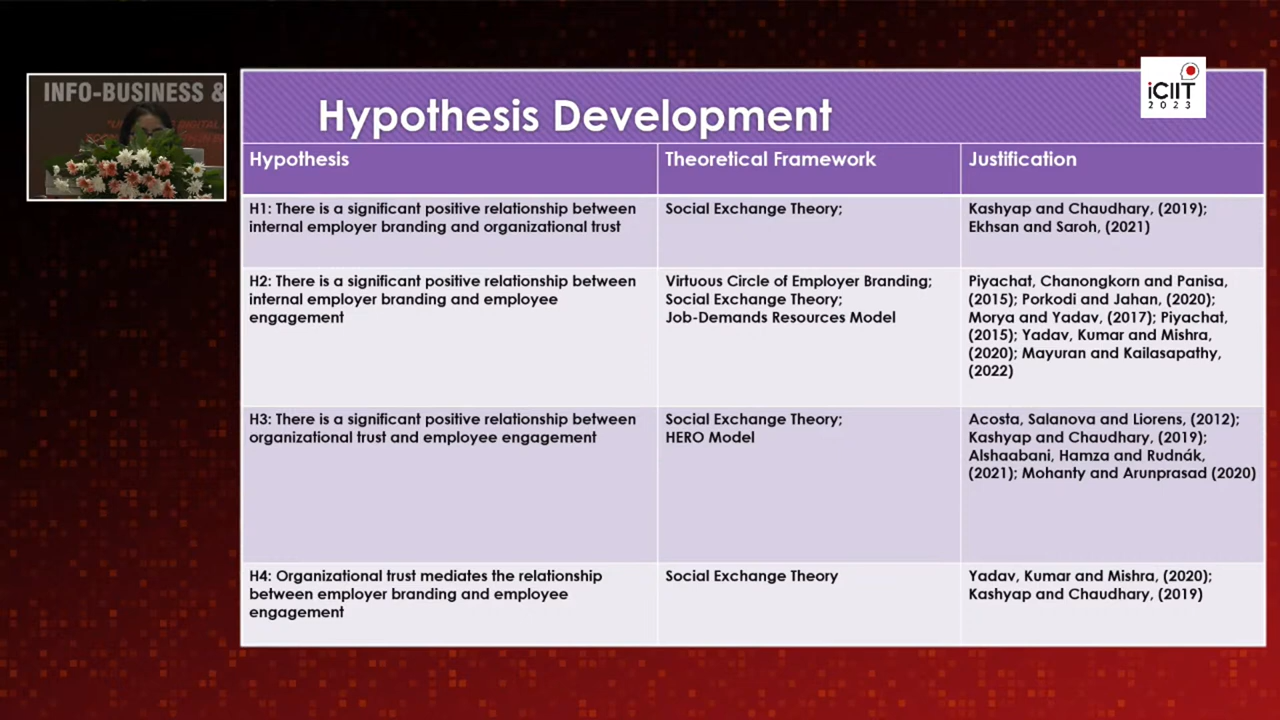 INFO-BUSINESS &
iCIIT
2023
Hypothesis Development
Hypothesis
Theoretical Framework
Justification
H1: There is a significant positive relationship between
internal employer branding and organizational trust
Social Exchange Theory;
Kashyap and Chaudhary, (2019);
Ekhsan and Saroh, (2021)
H2: There is a significant positive relationship between
internal employer branding and employee
engagement
Virtuous Circle of Employer Branding;
Social Exchange Theory;
Job-Demands Resources Model
Piyachat, Chanongkorn and Panisa,
(2015); Porkodi and Jahan, (2020);
Morya and Yadav, (2017); Piyachat,
(2015); Yadav, Kumar and Mishra,
(2020); Mayuran and Kailasapathy,
(2022)
H3: There is a significant positive relationship between
organizational trust and employee engagement
Social Exchange Theory;
HERO Model
Acosta, Salanova and Llorens, (2012);
Kashyap and Chaudhary, (2019);
Alshaabani, Hamza and Rudnák,
(2021); Mohanty and Arunprasad (2020)
H4: Organizational trust mediates the relationship
between employer branding and employee
engagement
Social Exchange Theory
Yadav, Kumar and Mishra, (2020);
Kashyap and Chaudhary, (2019)